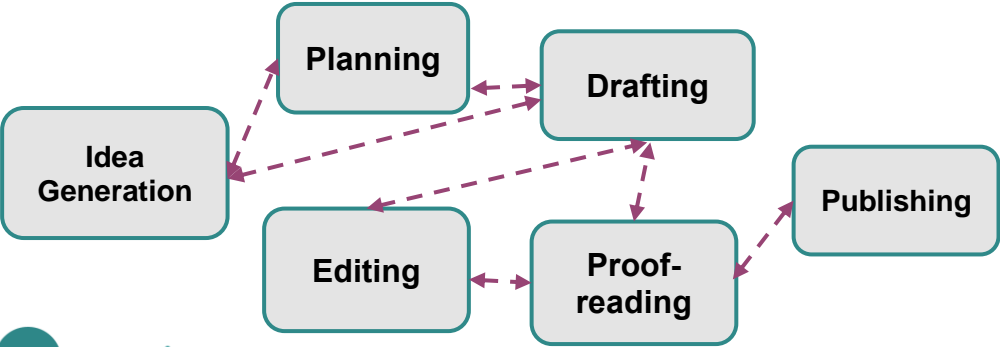 Planning
Drafting
Idea
Generation
Publishing
Editing
Proof-
reading